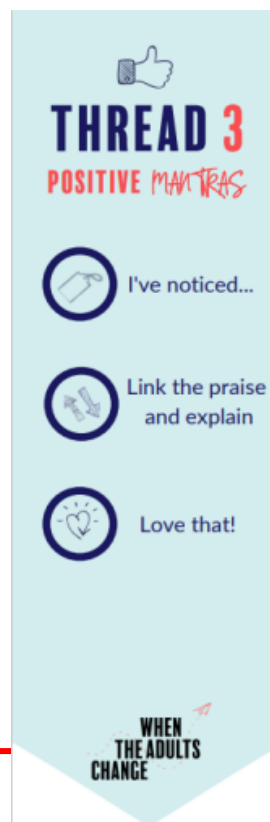 THREAD 3
POSITIVE MANTRAS
I've noticed...
Link the praise
and explain
Love that!
WHEN
THE ADULTS
CHANGE